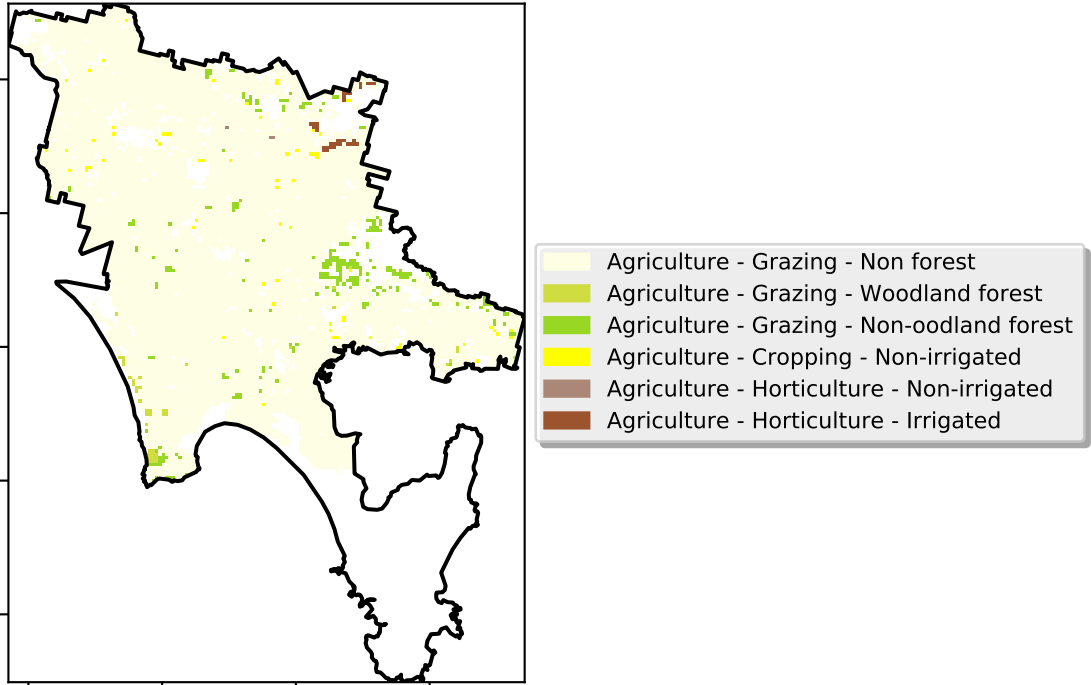 Agriculture - Grazing - Non forest
Agriculture - Grazing - Woodland forest
Agriculture - Grazing - Non-oodland forest
Agriculture - Cropping - Non-irrigated
Agriculture - Horticulture - Non-irrigated
Agriculture - Horticulture - Irrigated